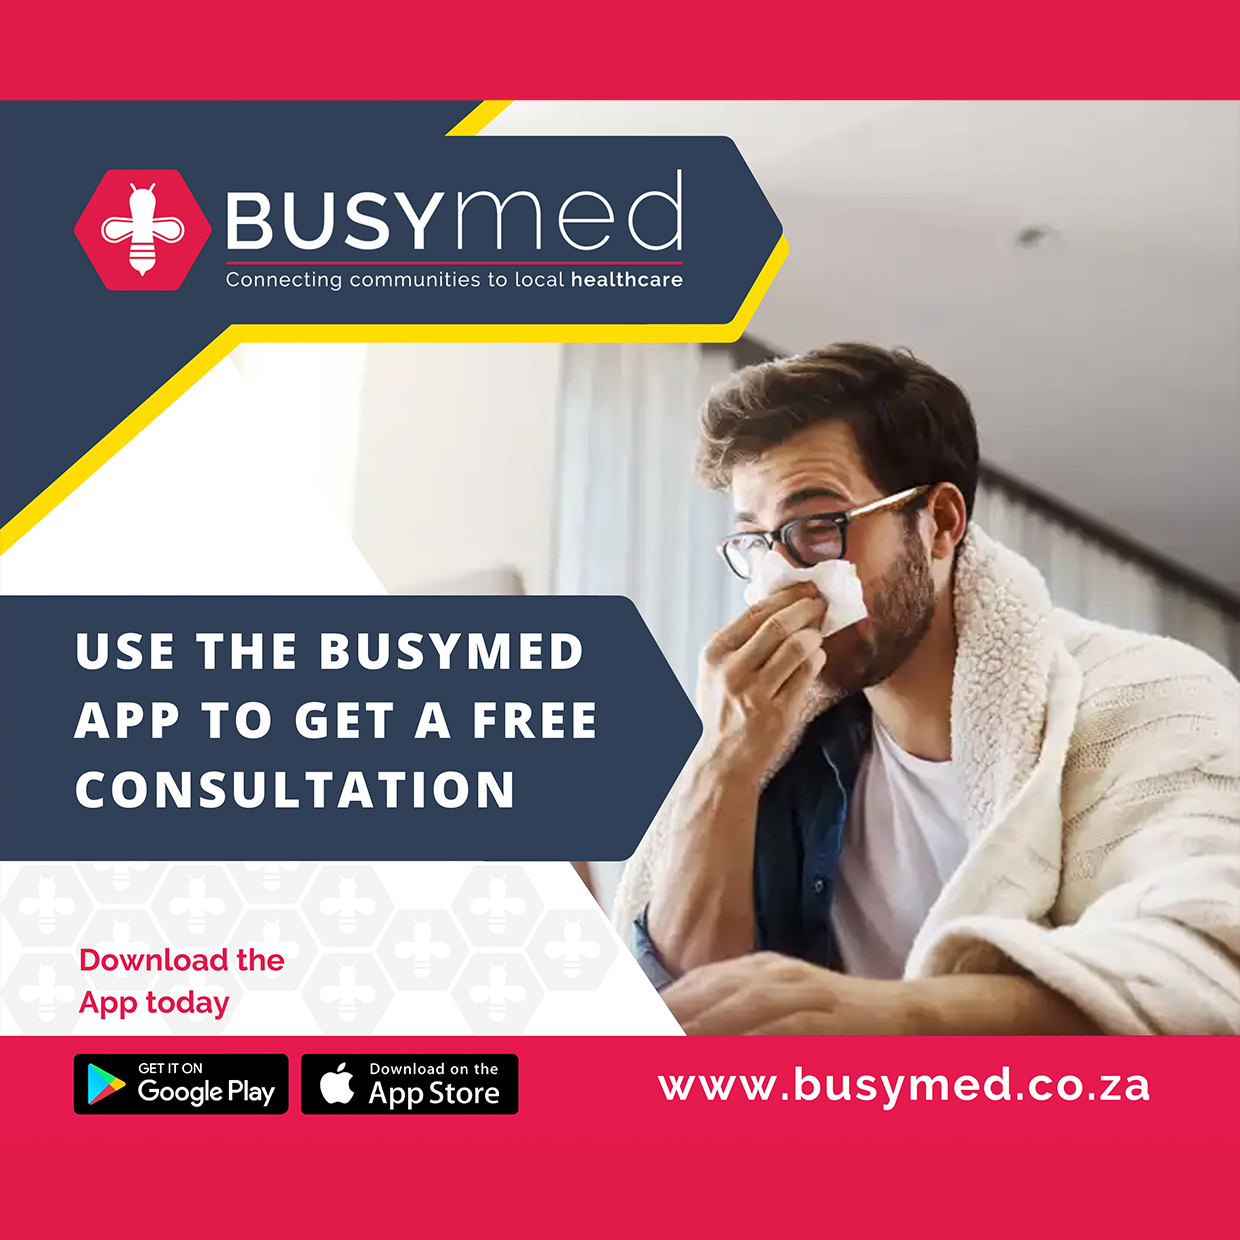 BUSYmed
Connecting communities to local healthcare
USE THE BUSYMED
APP TO GET A FREE
CONSULTATION
Download the
App today
GET IT ON
Google Play
Download on the
App Store
www.busymed.co.za